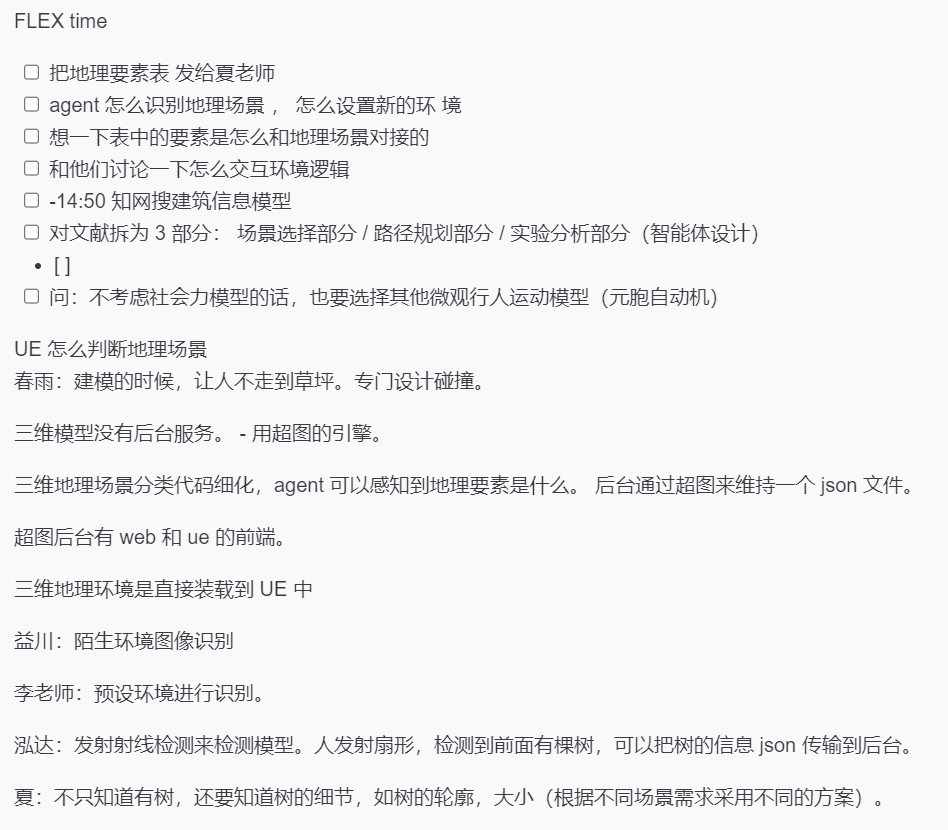 FLEX time
把地理要素表 发给夏老师
agent 怎么识别地理场景 ， 怎么设置新的环 境
想一下表中的要素是怎么和地理场景对接的
和他们讨论一下怎么交互环境逻辑
-14:50 知网搜建筑信息模型
对文献拆为 3 部分： 场景选择部分 / 路径规划部分 / 实验分析部分（智能体设计）
• [ ]
问：不考虑社会力模型的话，也要选择其他微观行人运动模型（元胞自动机）
UE 怎么判断地理场景
春雨：建模的时候，让人不走到草坪。专门设计碰撞。
三维模型没有后台服务。 - 用超图的引擎。
三维地理场景分类代码细化，agent 可以感知到地理要素是什么。 后台通过超图来维持一个 json 文件。
超图后台有 web 和 ue 的前端。
三维地理环境是直接装载到 UE 中
益川：陌生环境图像识别
李老师：预设环境进行识别。
泓达：发射射线检测来检测模型。人发射扇形，检测到前面有棵树，可以把树的信息 json 传输到后台。
夏：不只知道有树，还要知道树的细节，如树的轮廓，大小（根据不同场景需求采用不同的方案）。